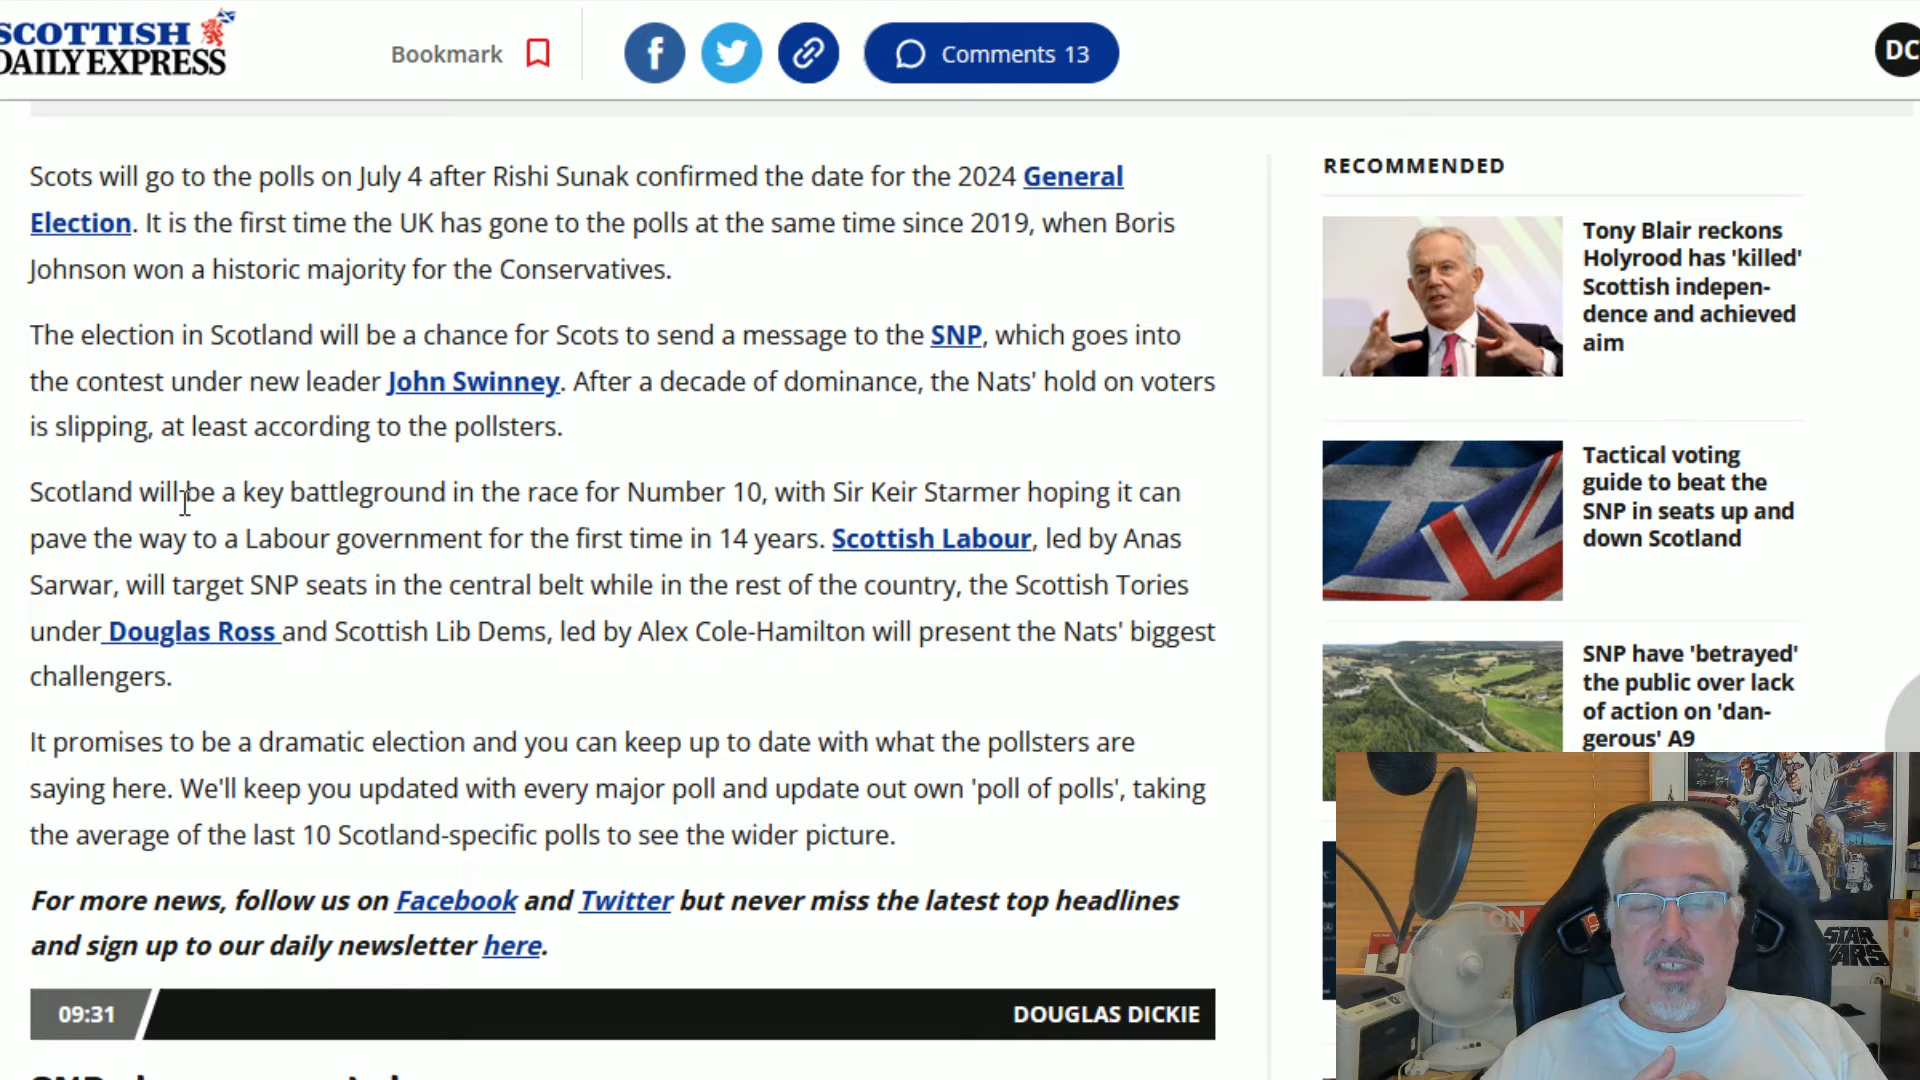 SCOTTISH
DAILY EXPRESS
Bookmark
Comments 13
DC
Scots will go to the polls on July 4 after Rishi Sunak confirmed the date for the 2024 General
Election. It is the first time the UK has gone to the polls at the same time since 2019, when Boris
Johnson won a historic majority for the Conservatives.
The election in Scotland will be a chance for Scots to send a message to the SNP, which goes into
the contest under new leader John Swinney. After a decade of dominance, the Nats' hold on voters
is slipping, at least according to the pollsters.
Scotland will be a key battleground in the race for Number 10, with Sir Keir Starmer hoping it can
pave the way to a Labour government for the first time in 14 years. Scottish Labour, led by Anas
Sarwar, will target SNP seats in the central belt while in the rest of the country, the Scottish Tories
under Douglas Ross and Scottish Lib Dems, led by Alex Cole-Hamilton will present the Nats' biggest
challengers.
It promises to be a dramatic election and you can keep up to date with what the pollsters are
saying here. We'll keep you updated with every major poll and update out own 'poll of polls', taking
the average of the last 10 Scotland-specific polls to see the wider picture.
For more news, follow us on Facebook and Twitter but never miss the latest top headlines
and sign up to our daily newsletter here.
09:31
DOUGLAS DICKIE
RECOMMENDED
Tony Blair reckons
Holyrood has 'killed'
Scottish indepen-
dence and achieved
aim
Tactical voting
guide to beat the
SNP in seats up and
down Scotland
SNP have 'betrayed'
the public over lack
of action on 'dan-
gerous' A9
STAR
WARS